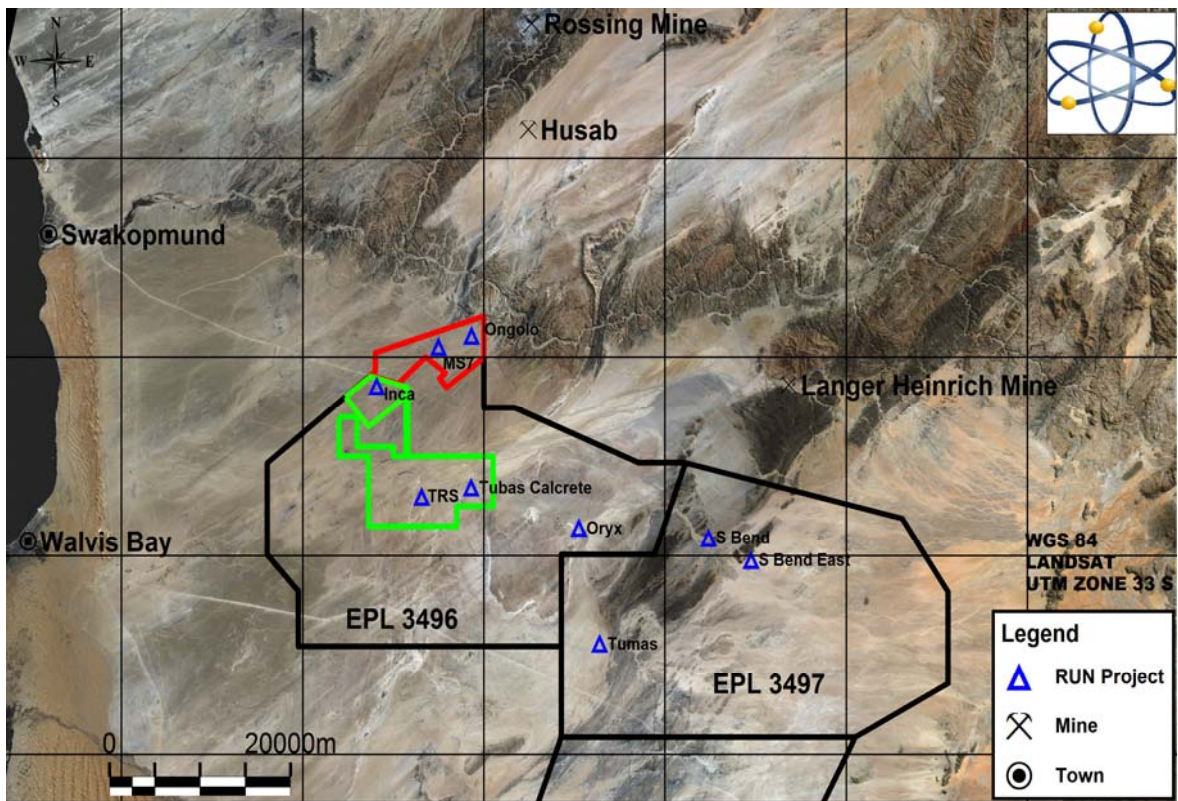 N
W E
S
Rossing Mine
Husab
Swakopmund
Ongolo
MS7
Inca
Langer Heinrich Mine
TRS
Tubas Calcrete
Oryx
S Bend
S Bend East
Walvis Bay
WGS 84
LANDSAT
UTM ZONE 33 S
EPL 3496
Tumas
EPL 3497
Legend
RUN Project
Mine
Town
0 20000m